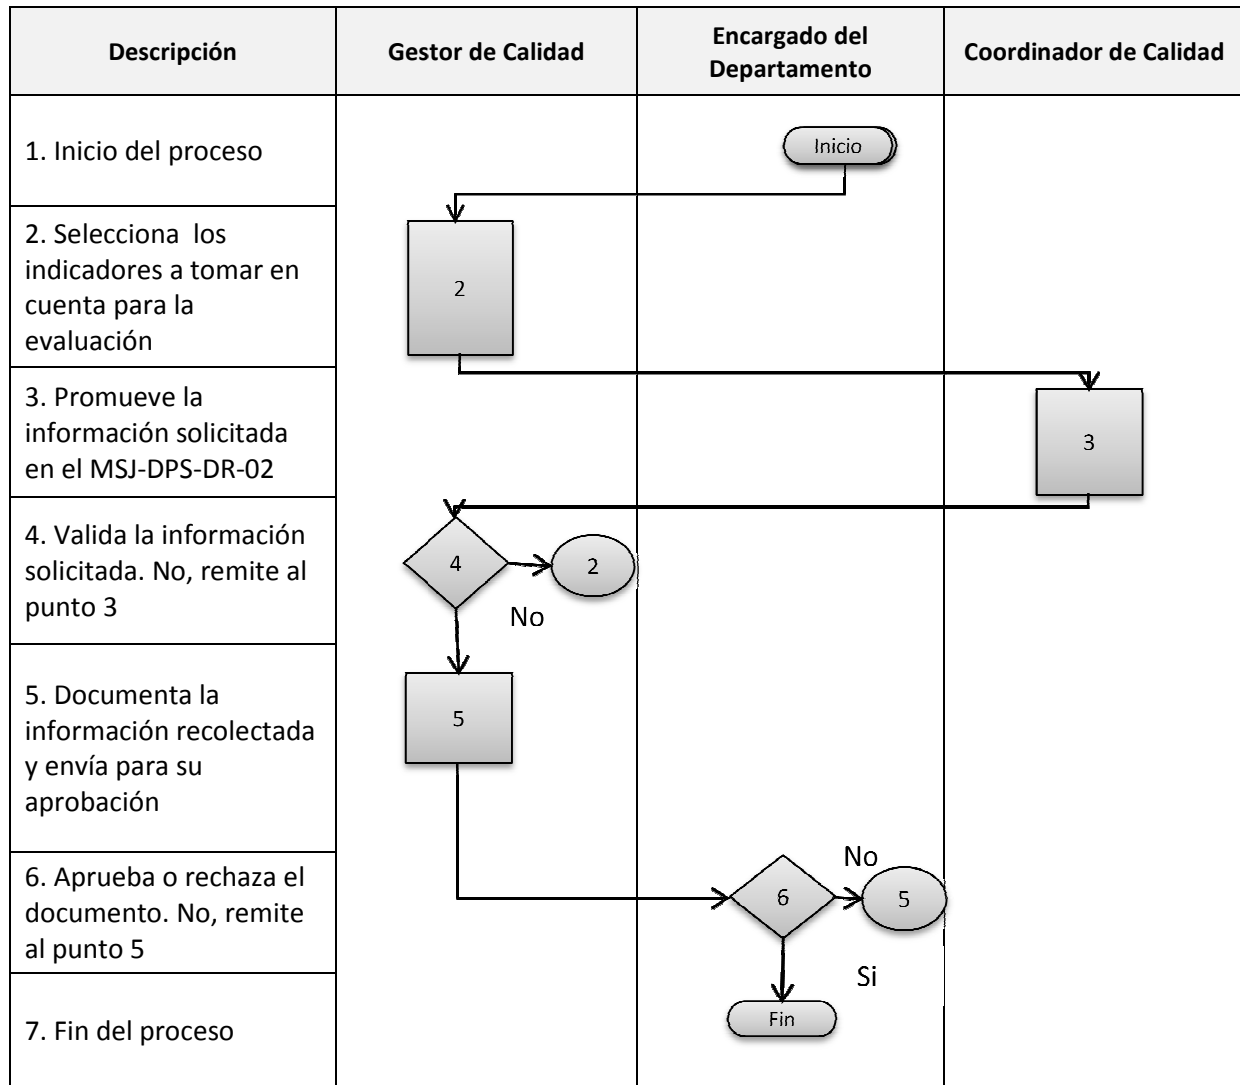 Descripción
Gestor de Calidad
Encargado del
Departamento
Coordinador de Calidad
1. Inicio del proceso
Inicio
2. Selecciona  los
indicadores a tomar en
cuenta para la
evaluación
2
3. Promueve la
información solicitada
en el MSJ-DPS-DR-02
3
4. Valida la información
solicitada. No, remite al
punto 3
4
2
No
5. Documenta la
información recolectada
y envía para su
aprobación
5
6. Aprueba o rechaza el
documento. No, remite
al punto 5
No
6
5
Si
7. Fin del proceso
Fin